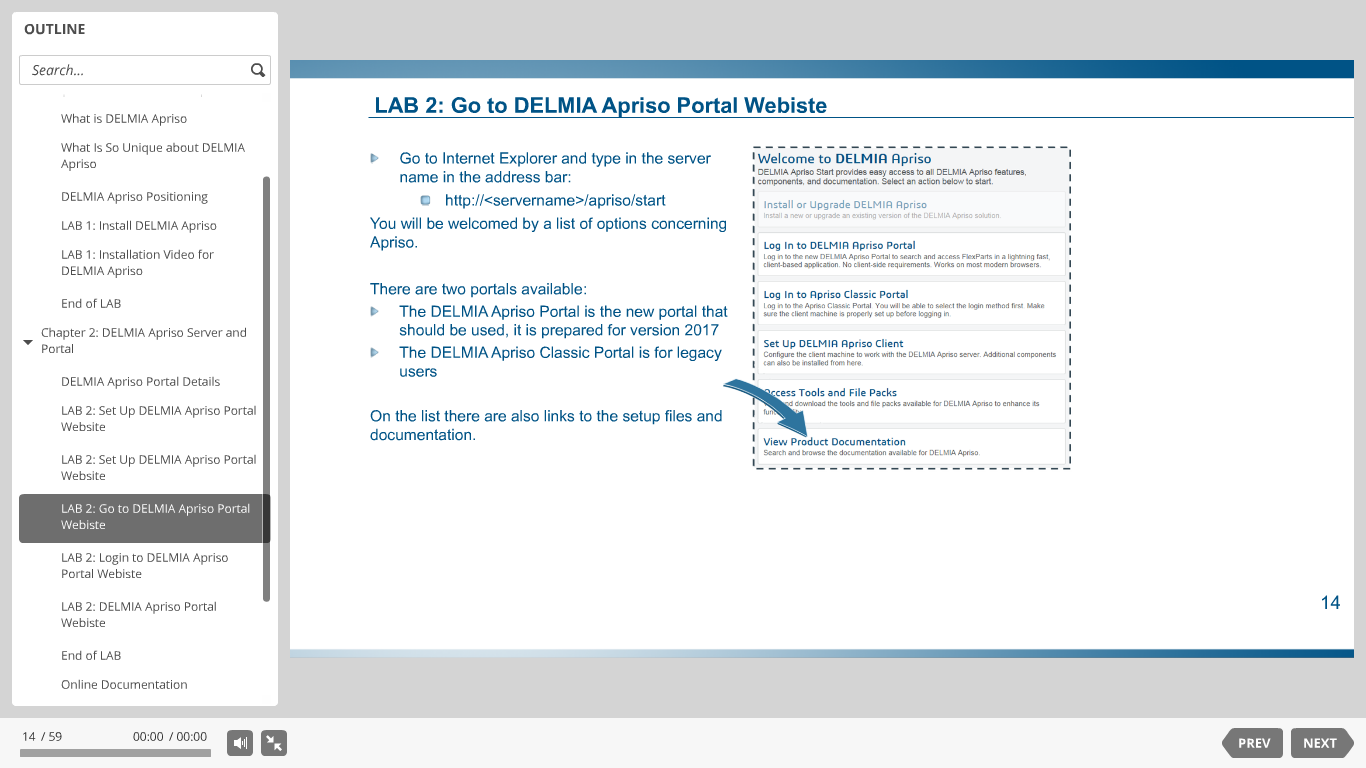 OUTLINE
Search...
What is DELMIA Apriso
What Is So Unique about DELMIA
Apriso
DELMIA Apriso Positioning
LAB 1: Install DELMIA Apriso
LAB 1: Installation Video for
DELMIA Apriso
End of LAB
Chapter 2: DELMIA Apriso Server and
Portal
DELMIA Apriso Portal Details
LAB 2: Set Up DELMIA Apriso Portal
Website
LAB 2: Set Up DELMIA Apriso Portal
Website
LAB 2: Go to DELMIA Apriso Portal
Webiste
LAB 2: Login to DELMIA Apriso
Portal Webiste
LAB 2: DELMIA Apriso Portal
Webiste
End of LAB
Online Documentation
LAB 2: Go to DELMIA Apriso Portal Webiste
Go to Internet Explorer and type in the server
name in the address bar:
http://<servername>/apriso/start
You will be welcomed by a list of options concerning
Apriso.
There are two portals available:
The DELMIA Apriso Portal is the new portal that
should be used, it is prepared for version 2017
The DELMIA Apriso Classic Portal is for legacy
users
On the list there are also links to the setup files and
documentation.
Welcome to DELMIA Apriso
DELMIA Apriso Start provides easy access to all DELMIA Apriso features,
components, and documentation. Select an action below to start.
Install or Upgrade DELMIA Apriso
Install a new or upgrade an existing version of the DELMIA Apriso solution.
Log In to DELMIA Apriso Portal
Log in to the new DELMIA Apriso Portal to search and access FlexParts in a lightning fast,
client-based application. No client-side requirements. Works on most modern browsers.
Log In to Apriso Classic Portal
Log in to the Apriso Classic Portal. You will be able to select the login method first. Make
sure the client machine is properly set up before logging in.
Set Up DELMIA Apriso Client
Configure the client machine to work with the DELMIA Apriso server. Additional components
can also be installed from here.
Access Tools and File Packs
download the tools and file packs available for DELMIA Apriso to enhance its
View Product Documentation
Search and browse the documentation available for DELMIA Apriso.
14
14 / 59
00:00 / 00:00
PREV
NEXT